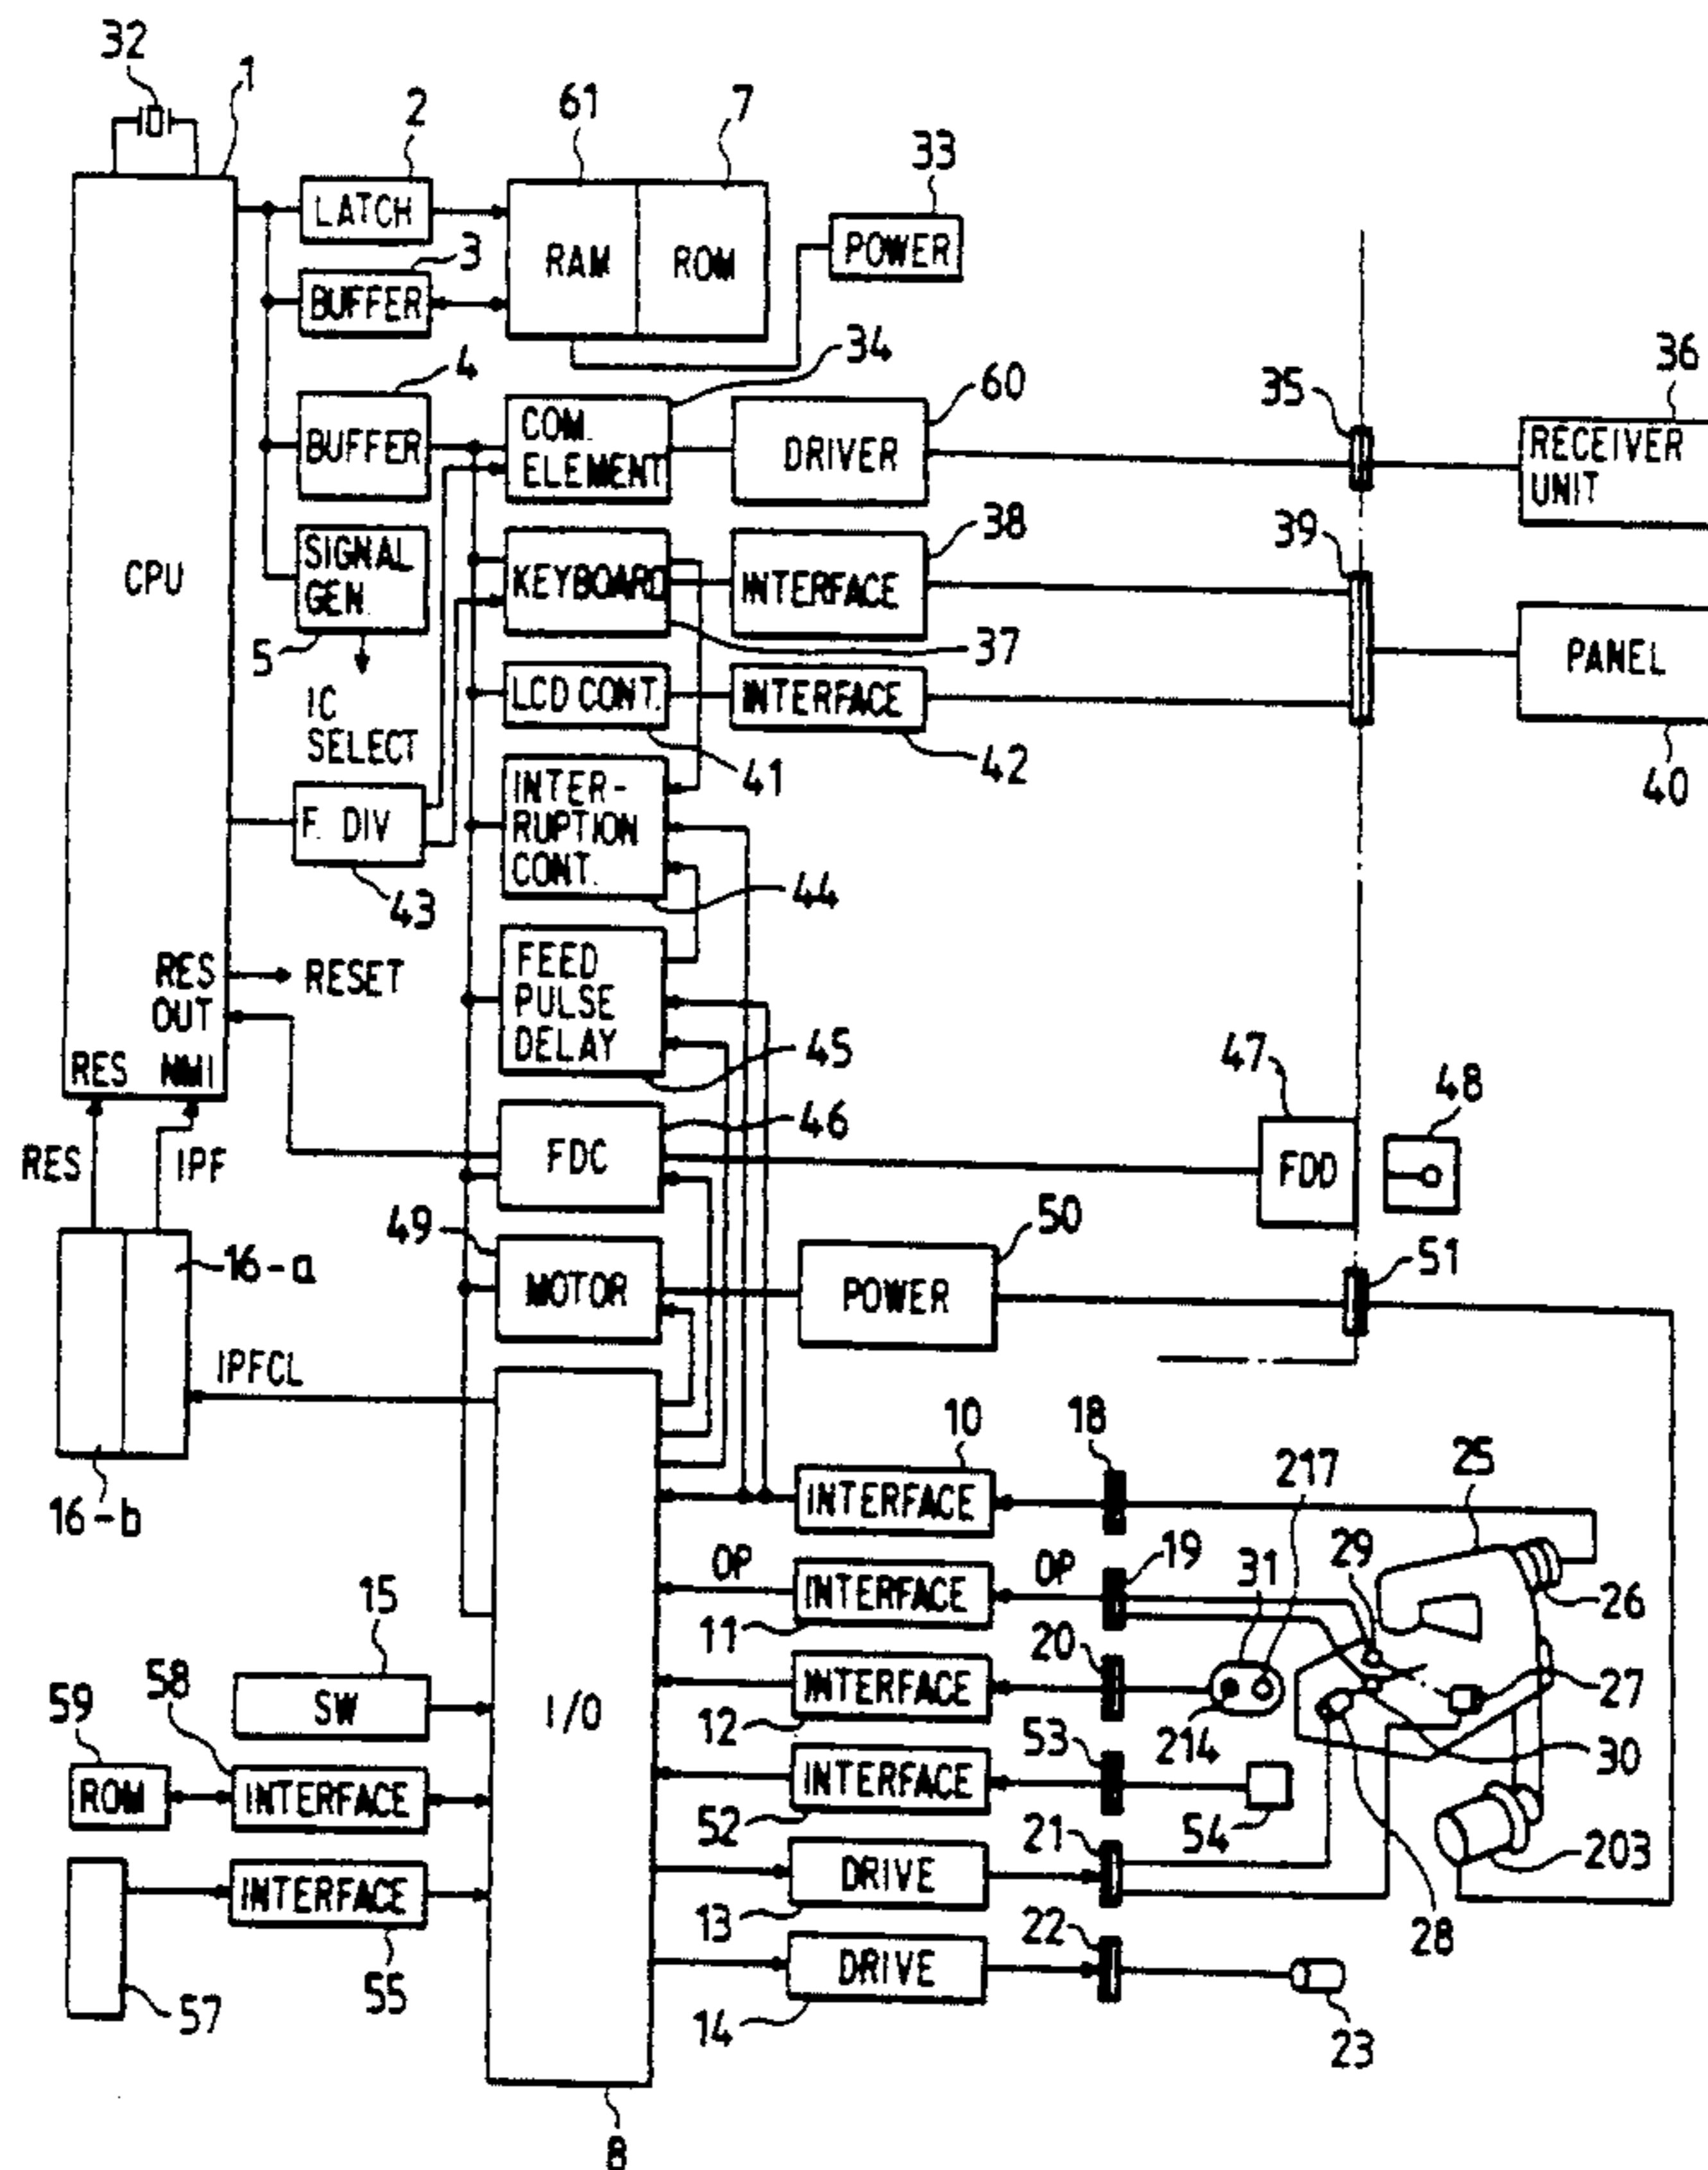 32
1
2
61
7
33
LATCH
3
RAM
ROM
POWER
BUFFER
34
36
4
60
35
BUFFER
COM.
ELEMENT
DRIVER
RECEIVER
UNIT
38
39
CPU
SIGNAL
GEN.
KEYBOARD
INTERFACE
5
37
PANEL
IC
SELECT
LCD CONT.
INTERFACE
41
42
40
F. DIV
INTER-
RUPTION
CONT.
43
44
RES
OUT
RESET
FEED
PULSE
DELAY
45
47
48
RES
NMI
46
FDC
FDD
RES
IPF
49
50
51
16-a
MOTOR
POWER
IPFCL
10
18
217
25
16-b
INTERFACE
OP
OP
19
31
29
26
15
INTERFACE
11
20
SW
I/O
INTERFACE
27
59
58
12
53
214
30
ROM
INTERFACE
INTERFACE
52
21
54
203
INTERFACE
DRIVE
13
22
28
57
55
DRIVE
14
23
8